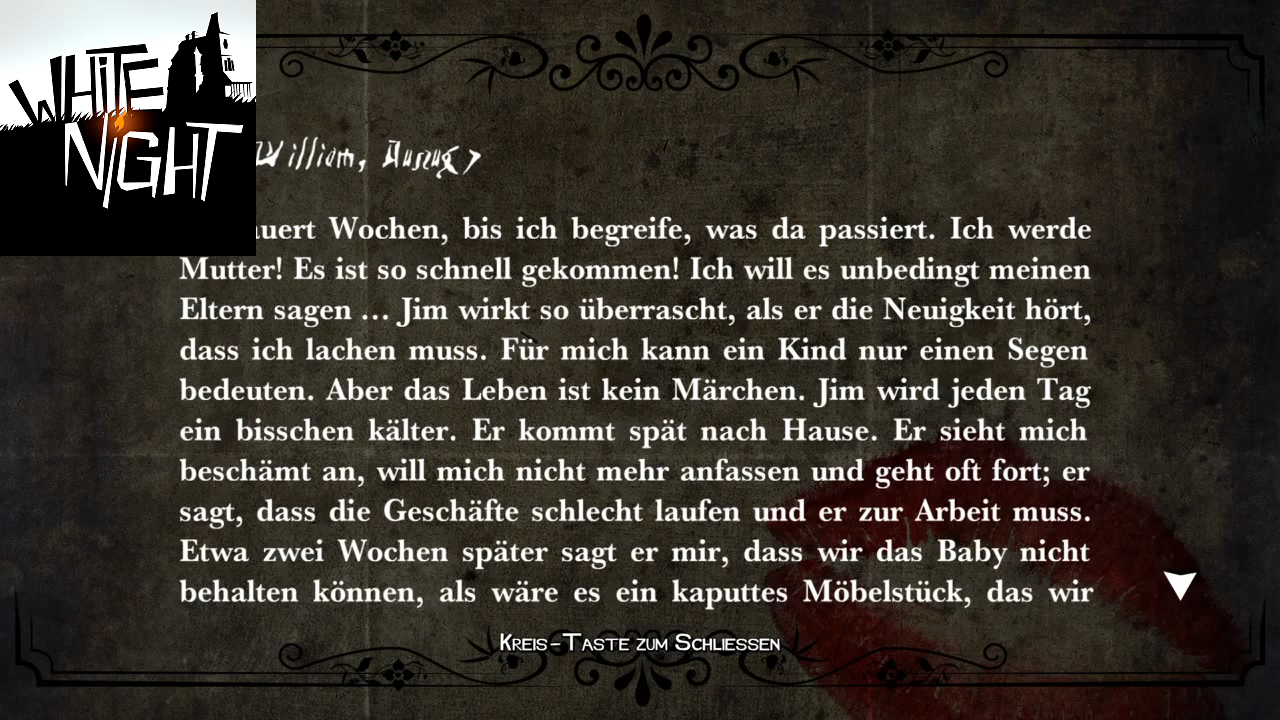 WHITE
NIGHT
William, Auszug >
uert Wochen, bis ich begreife, was da passiert. Ich werde
Mutter! Es ist so schnell gekommen! Ich will es unbedingt meinen
Eltern sagen … Jim wirkt so überrascht, als er die Neuigkeit hört,
dass ich lachen muss. Für mich kann ein Kind nur einen Segen
bedeuten. Aber das Leben ist kein Märchen. Jim wird jeden Tag
ein bisschen kälter. Er kommt spät nach Hause. Er sieht mich
beschämt an, will mich nicht mehr anfassen und geht oft fort; er
sagt, dass die Geschäfte schlecht laufen und er zur Arbeit muss.
Etwa zwei Wochen später sagt er mir, dass wir das Baby nicht
behalten können, als wäre es ein kaputtes Möbelstück, das wir
Kreis-Taste zum Schliessen